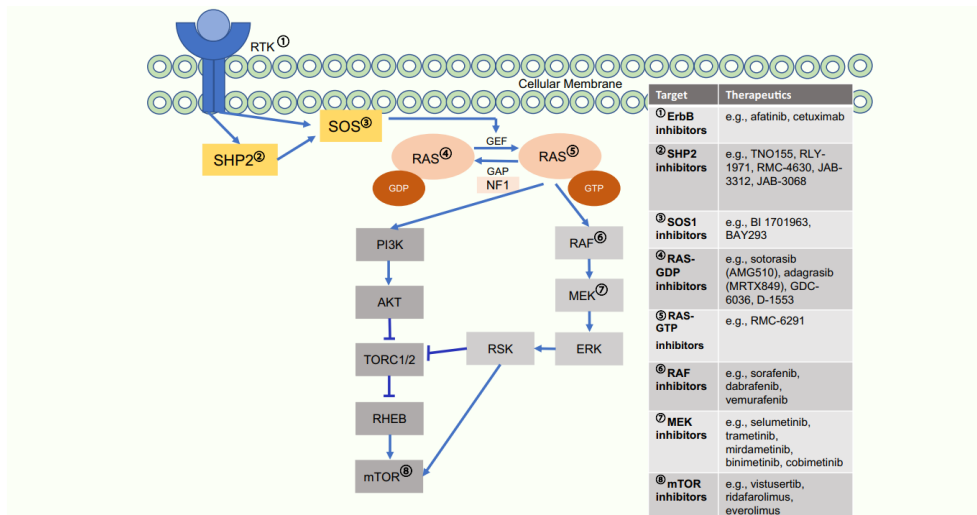 RTK ①
Cellular Membrane
SOS③
SHP2②
GEF
RAS④
RAS⑤
GAP
NF1
GDP
GTP
PI3K
RAF⑥
AKT
MEK⑦
TORC1/2
RSK
ERK
RHEB
mTOR⑧
Target
Therapeutics
①ErbB
inhibitors
e.g., afatinib, cetuximab
②SHP2
inhibitors
e.g., TNO155, RLY-
1971, RMC-4630, JAB-
3312, JAB-3068
③SOS1
inhibitors
e.g., BI 1701963,
BAY293
④RAS-
GDP
inhibitors
e.g., sotorasib
(AMG510), adagrasib
(MRTX849), GDC-
6036, D-1553
⑤RAS-
GTP
inhibitors
e.g., RMC-6291
⑥RAF
inhibitors
e.g., sorafenib,
dabrafenib,
vemurafenib
⑦MEK
inhibitors
e.g., selumetinib,
trametinib,
mirdametinib,
binimetinib, cobimetinib
⑧mTOR
inhibitors
e.g., vistusertib,
ridafarolimus,
everolimus